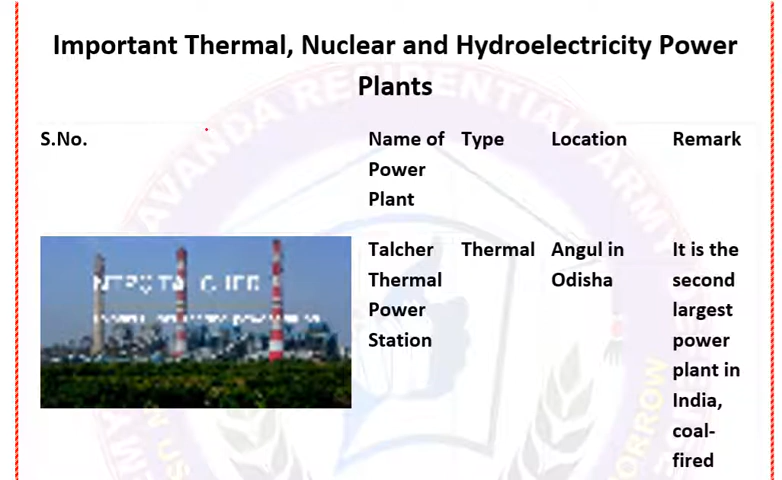 Important Thermal, Nuclear and Hydroelectricity Power
Plants
S.No.
Name of
Power
Plant
Type
Location
Remark
Talcher
Thermal
Power
Station
Thermal
Angul in
Odisha
It is the
second
largest
power
plant in
India,
coal-
fired